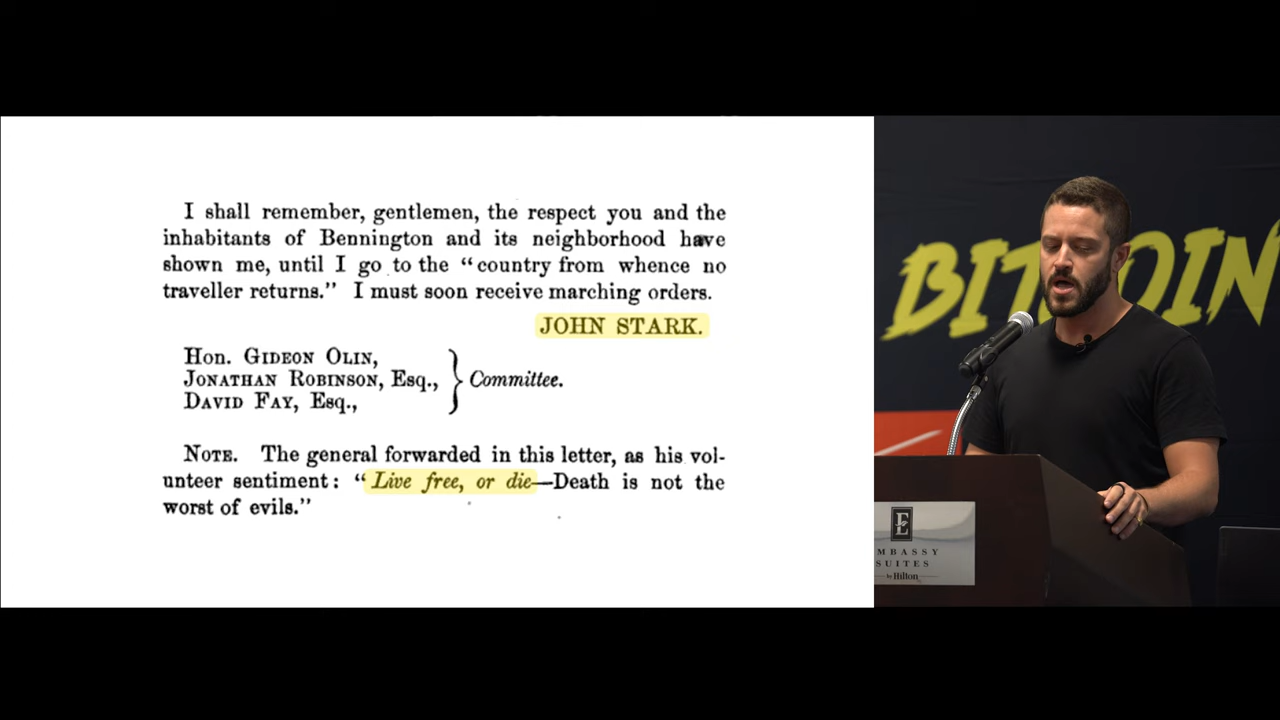 I shall remember, gentlemen, the respect you and the
inhabitants of Bennington and its neighborhood have
shown me, until I go to the “country from whence no
traveller returns.” I must soon receive marching orders.
JOHN STARK.
Hon. GIDEON OLIN,
JONATHAN ROBINSON, Esq.,
DAVID FAY, Esq.,
Committee.
NOTE. The general forwarded in this letter, as his vol-
unteer sentiment: “Live free, or die—Death is not the
worst of evils.”
BITCOIN
E
MBASSY
SUITES
by Hilton